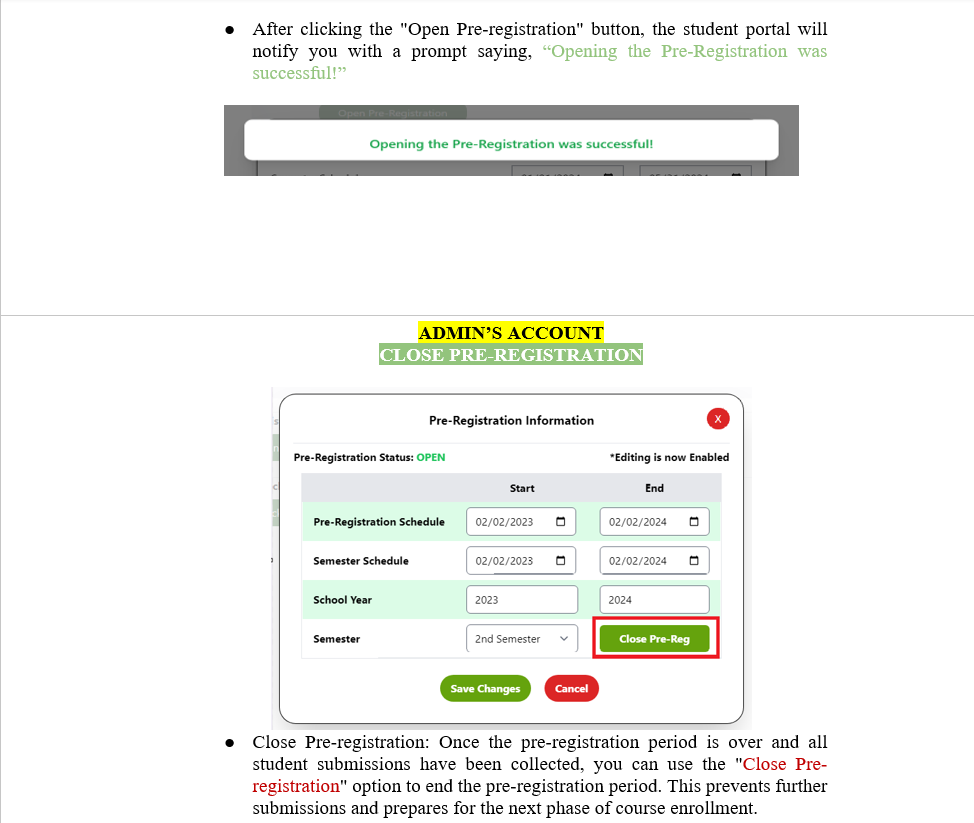 ● After clicking the "Open Pre-registration" button, the student portal will
notify you with a prompt saying, “Opening the Pre-Registration was
successful!”
Open Pre-Registration
Opening the Pre-Registration was successful!
ADMIN’S ACCOUNT
CLOSE PRE-REGISTRATION
Pre-Registration Information X
Pre-Registration Status: OPEN *Editing is now Enabled
Start End
Pre-Registration Schedule 02/02/2023 02/02/2024
Semester Schedule 02/02/2023 02/02/2024
School Year 2023 2024
Semester 2nd Semester Close Pre-Reg
Save Changes Cancel
● Close Pre-registration: Once the pre-registration period is over and all
student submissions have been collected, you can use the "Close Pre-
registration" option to end the pre-registration period. This prevents further
submissions and prepares for the next phase of course enrollment.